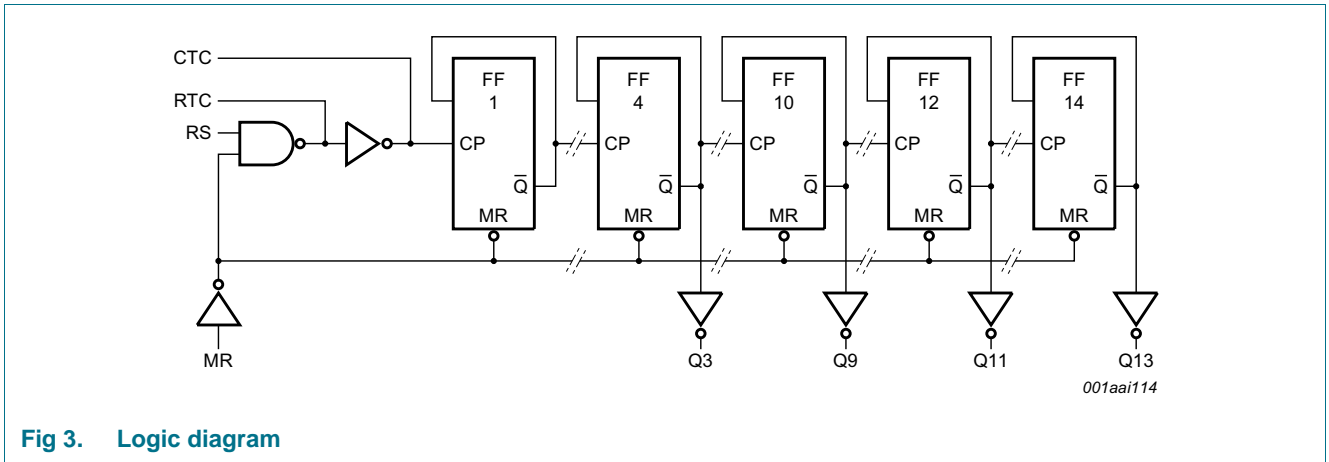 CTC
RTC
RS
FF
1
CP
Q̅
MR
FF
4
CP
Q̅
MR
FF
10
CP
Q̅
MR
FF
12
CP
Q̅
MR
FF
14
CP
Q̅
MR
MR
Q3
Q9
Q11
Q13
001aai114
Fig 3. Logic diagram